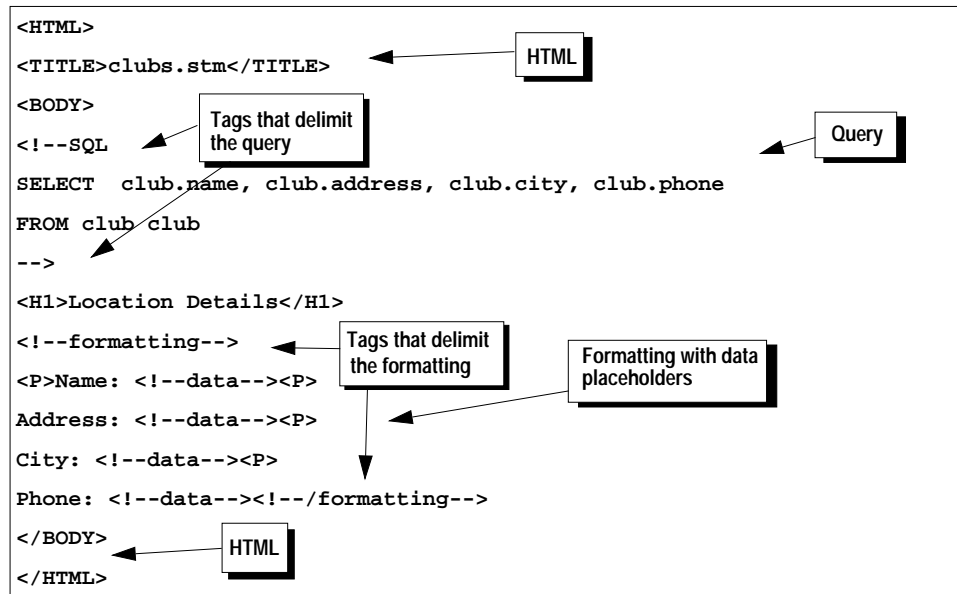 <HTML>
<TITLE>clubs.stm</TITLE>
HTML
<BODY>
Tags that delimit
the query
<!--SQL
Query
SELECT  club.name, club.address, club.city, club.phone
FROM club club
-->
<H1>Location Details</H1>
<!--formatting-->
Tags that delimit
the formatting
Formatting with data
placeholders
<P>Name: <!--data--><P>
Address: <!--data--><P>
City: <!--data--><P>
Phone: <!--data--><!--/formatting-->
</BODY>
HTML
</HTML>